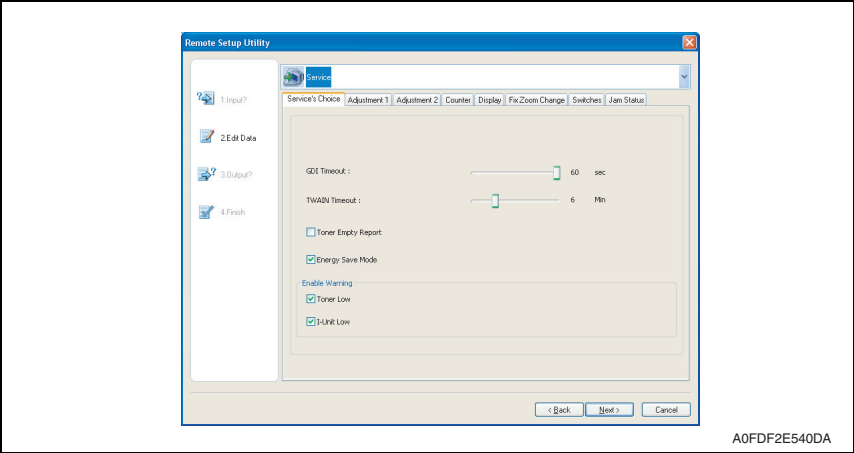 Remote Setup Utility
Service
1.Input?
2.Edit Data
3.Output?
4.Finish
Service's Choice Adjustment 1 Adjustment 2 Counter Display Fix Zoom Change Switches Jam Status
GDI Timeout : 60 sec
TWAIN Timeout : 6 Min
Toner Empty Report
Energy Save Mode
Enable Warning
Toner Low
I-Unit Low
< Back Next > Cancel
A0FDF2E540DA